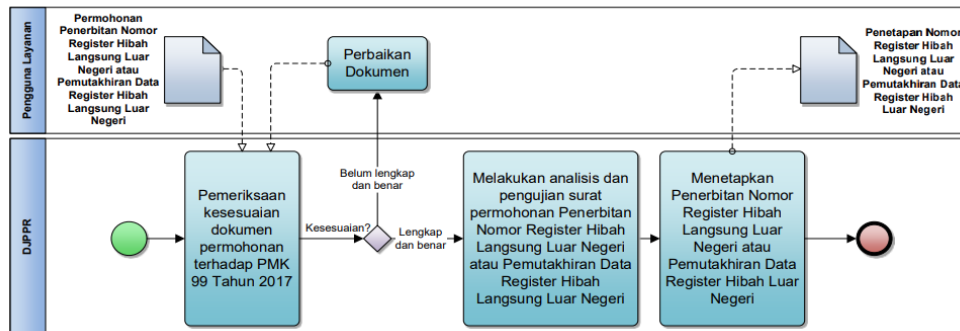 Pengguna Layanan
Permohonan
Penerbitan Nomor
Register Hibah
Langsung Luar
Negeri atau
Pemutakhiran Data
Register Hibah
Langsung Luar
Negeri
Perbaikan
Dokumen
Penetapan Nomor
Register Hibah
Langsung Luar
Negeri atau
Pemutakhiran Data
Register Hibah
Luar Negeri
DJPPR
Pemeriksaan
kesesuaian
dokumen
permohonan
terhadap PMK
99 Tahun 2017
Kesesuaian?
Belum lengkap
dan benar
Lengkap
dan benar
Melakukan analisis dan
pengujian surat
permohonan Penerbitan
Nomor Register Hibah
Langsung Luar Negeri
atau Pemutakhiran Data
Register Hibah
Langsung Luar Negeri
Menetapkan
Penerbitan Nomor
Register Hibah
Langsung Luar
Negeri atau
Pemutakhiran Data
Register Hibah Luar
Negeri